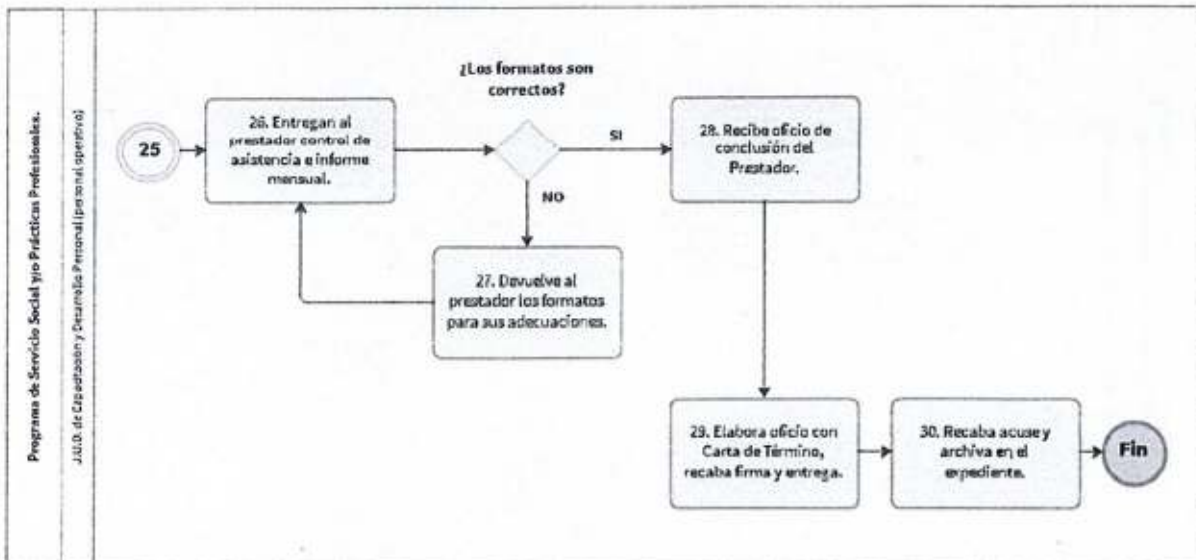 Programa de Servicio Social y/o Prácticas Profesionales.
J.U.D. de Capacitación y Desarrollo Personal (personal operativo)
25
26. Entregan al
prestador control de
asistencia e informe
mensual.
¿Los formatos son
correctos?
SI
NO
27. Devuelve al
prestador los formatos
para sus adecuaciones.
28. Recibe oficio de
conclusión del
Prestador.
29. Elabora oficio con
Carta de Término,
recaba firma y entrega.
30. Recaba acuse y
archiva en el
expediente.
Fin